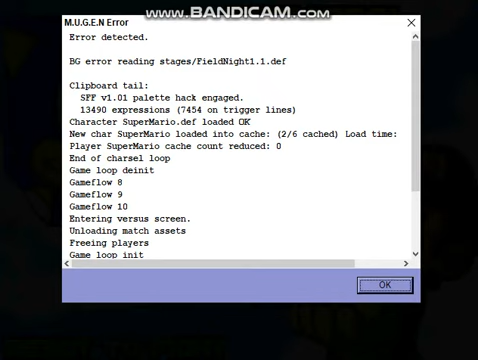 WWW.BANDICAM.COM
M.U.G.E.N Error
Error detected.
BG error reading stages/FieldNight1.1.def
Clipboard tail:
SFF v1.01 palette hack engaged.
13490 expressions (7454 on trigger lines)
Character SuperMario.def loaded OK
New char SuperMario loaded into cache: (2/6 cached) Load time:
Player SuperMario cache count reduced: 0
End of charsel loop
Game loop deinit
Gameflow 8
Gameflow 9
Gameflow 10
Entering versus screen.
Unloading match assets
Freeing players
Game loop init
OK